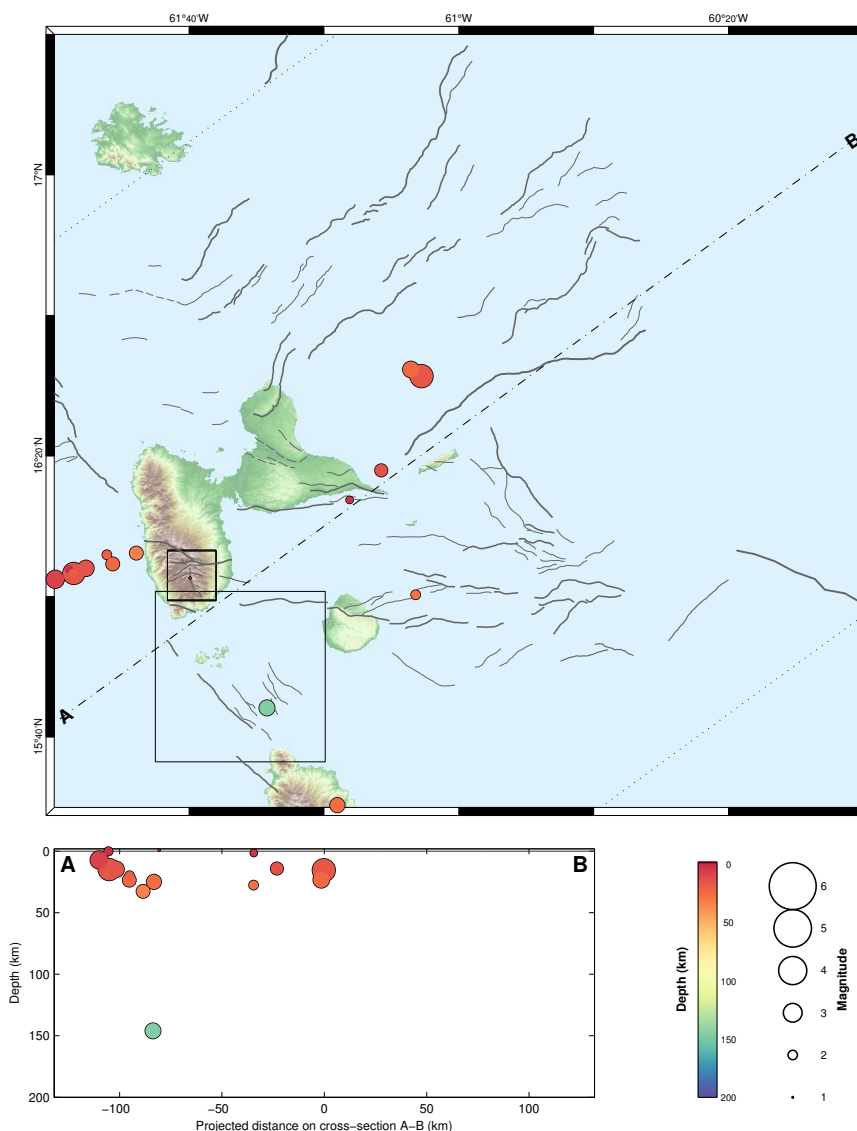 61°40'W 61°W 60°20'W
B
17°N
16°20'N
15°40'N
A
A B
0
50
100
150
200
Depth (km)
−100 −50 0 50 100
Projected distance on cross−section A−B (km)
0
50
100
150
200
Depth (km)
6
5
4
3
2
1
Magnitude